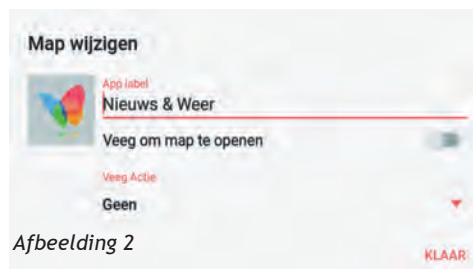 Map wijzigen
App label
Nieuws & Weer
Veeg om map te openen
Veeg Actie
Geen
Afbeelding 2
KLAAR